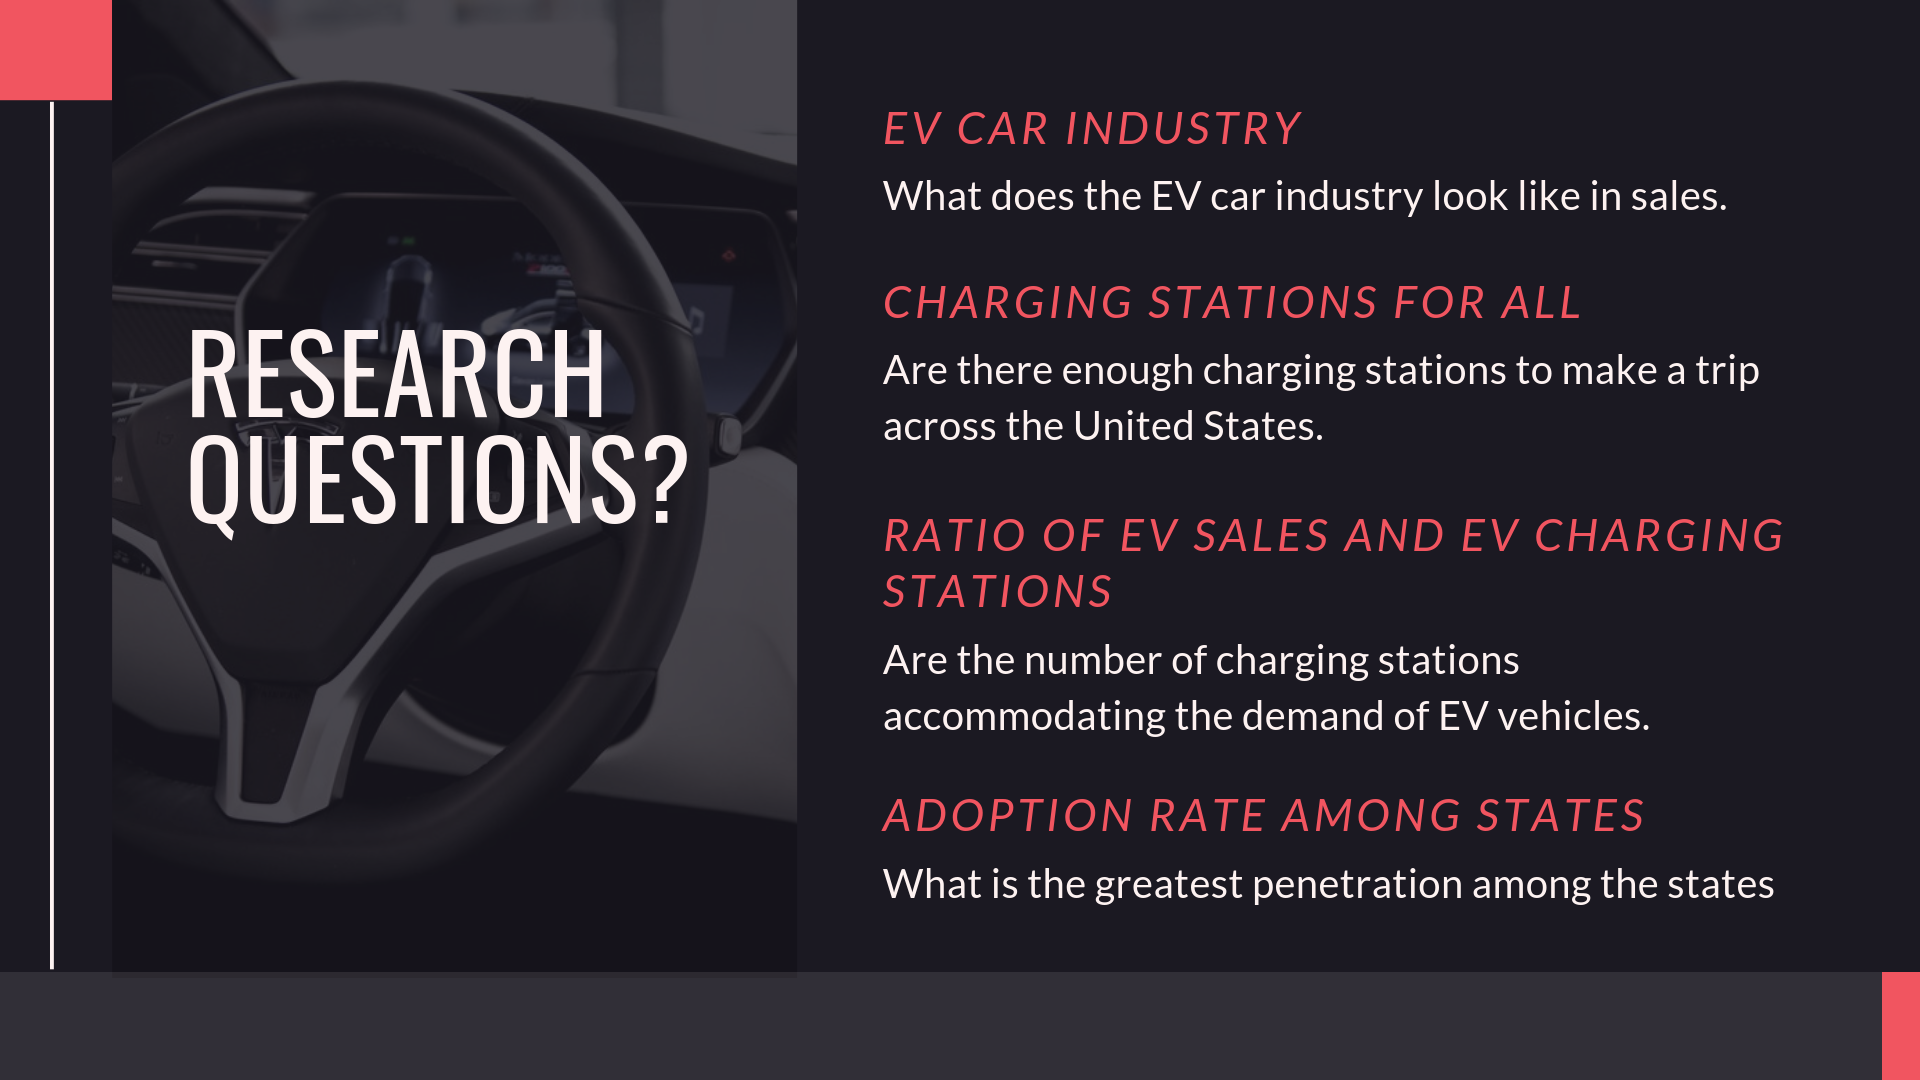 RESEARCH
QUESTIONS?
EV CAR INDUSTRY
What does the EV car industry look like in sales.
CHARGING STATIONS FOR ALL
Are there enough charging stations to make a trip
across the United States.
RATIO OF EV SALES AND EV CHARGING
STATIONS
Are the number of charging stations
accommodating the demand of EV vehicles.
ADOPTION RATE AMONG STATES
What is the greatest penetration among the states